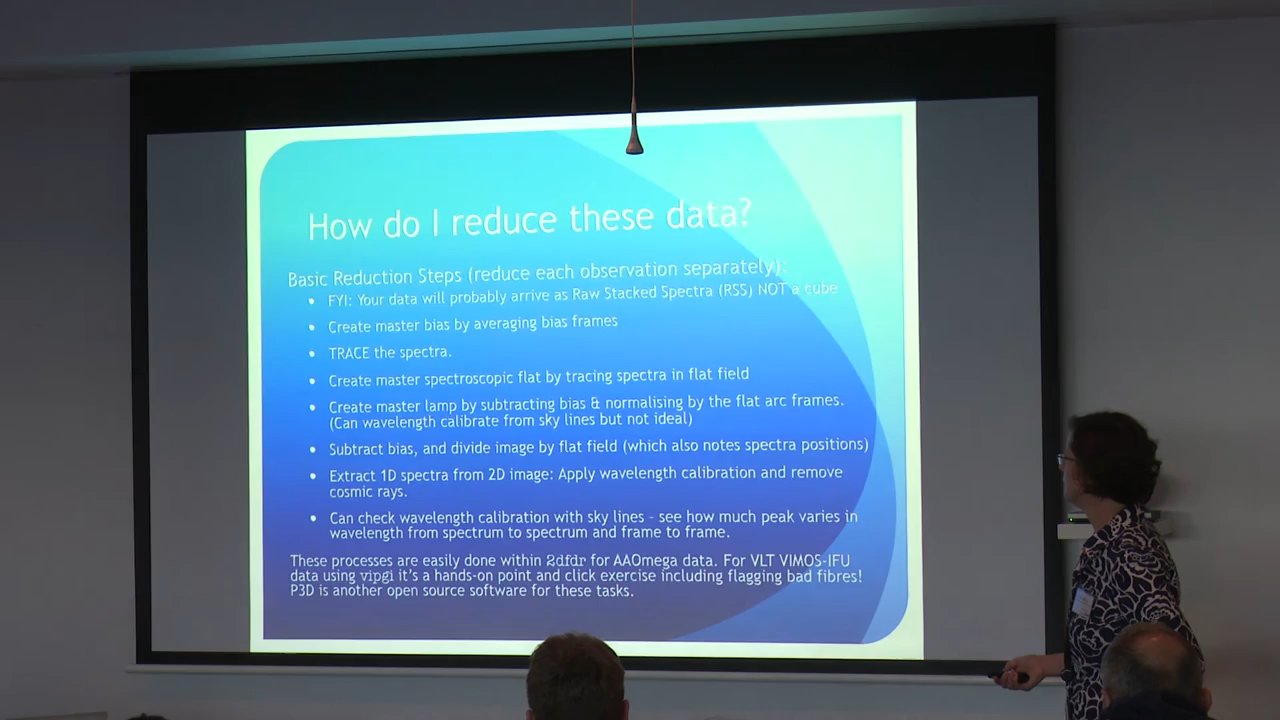 How do I reduce these data?
Basic Reduction Steps (reduce each observation separately):
• FYI: Your data will probably arrive as Raw Stacked Spectra (RSS) NOT a cube
• Create master bias by averaging bias frames
• TRACE the spectra.
• Create master spectroscopic flat by tracing spectra in flat field
• Create master lamp by subtracting bias & normalising by the flat arc frames.
(Can wavelength calibrate from sky lines but not ideal)
• Subtract bias, and divide image by flat field (which also notes spectra positions)
• Extract 1D spectra from 2D image: Apply wavelength calibration and remove
cosmic rays.
• Can check wavelength calibration with sky lines - see how much peak varies in
wavelength from spectrum to spectrum and frame to frame.
These processes are easily done within 2dfdr for AAOmega data. For VLT VIMOS-IFU
data using vipgi it's a hands-on point and click exercise including flagging bad fibres!
P3D is another open source software for these tasks.